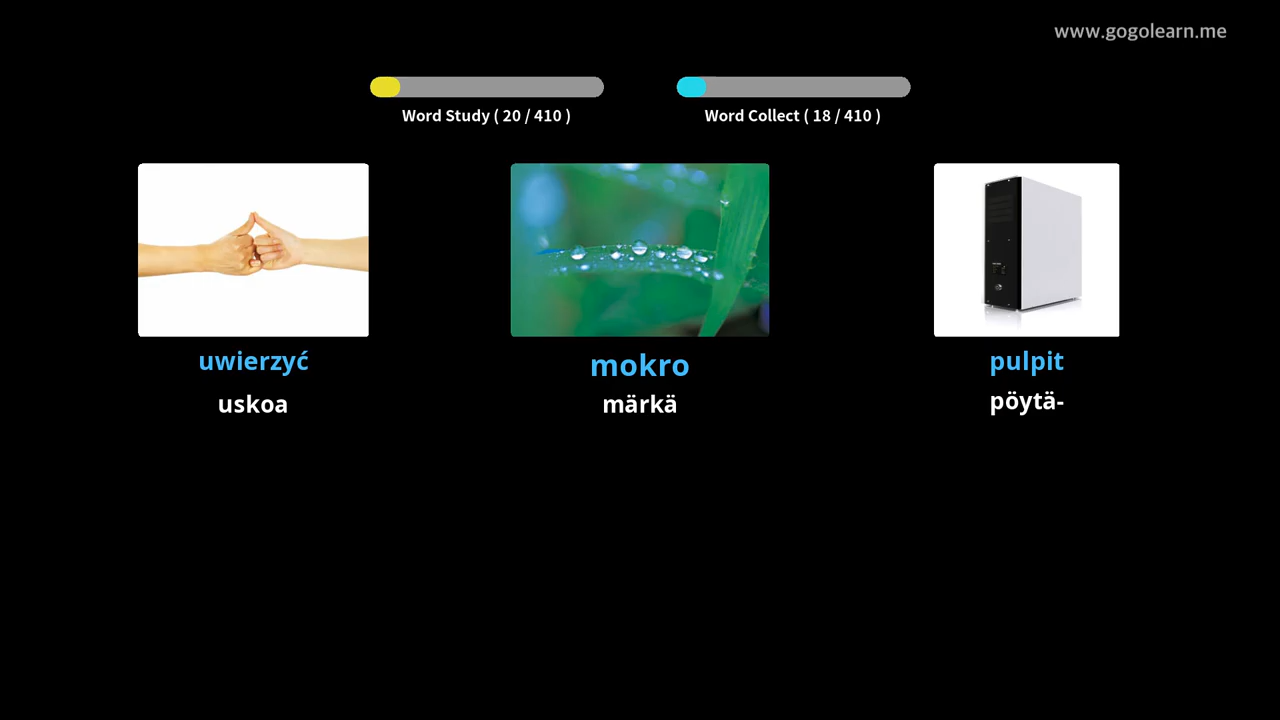 www.gogolearn.me
Word Study ( 20 / 410 )
Word Collect ( 18 / 410 )
uwierzyć
uskoa
mokro
märkä
pulpit
pöytä-